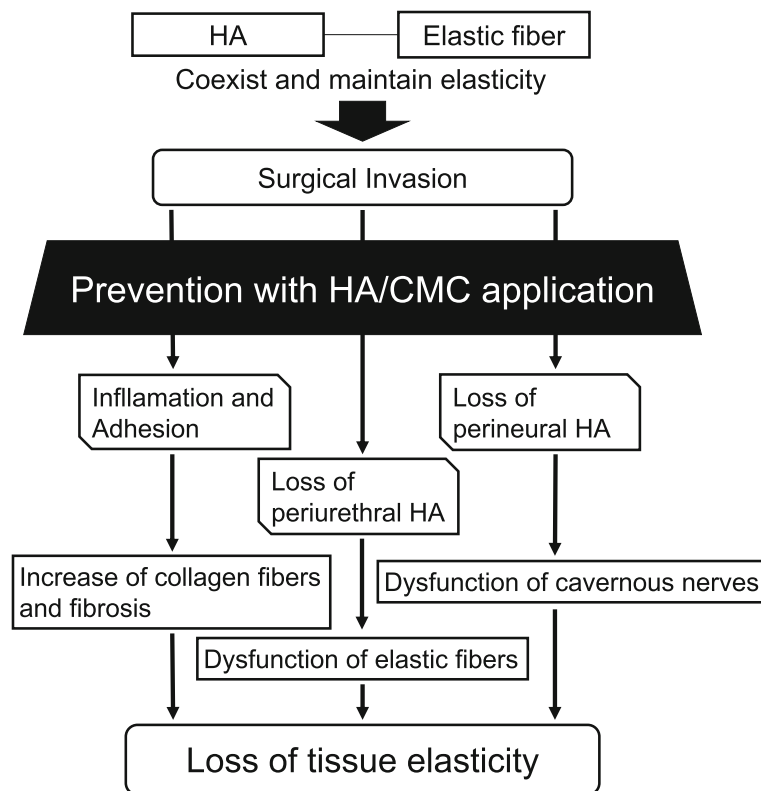 HA
Elastic fiber
Coexist and maintain elasticity
Surgical Invasion
Prevention with HA/CMC application
Infllamation and
Adhesion
Loss of
perineural HA
Loss of
periurethral HA
Increase of collagen fibers
and fibrosis
Dysfunction of cavernous nerves
Dysfunction of elastic fibers
Loss of tissue elasticity